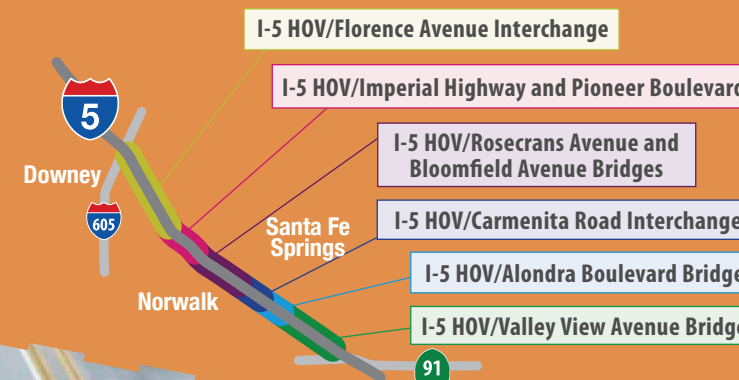 I-5 HOV/Florence Avenue Interchange
I-5 HOV/Imperial Highway and Pioneer Boulevard
5
I-5 HOV/Rosecrans Avenue and
Bloomfield Avenue Bridges
Downey
605
I-5 HOV/Carmenita Road Interchange
Santa Fe
Springs
I-5 HOV/Alondra Boulevard Bridge
Norwalk
I-5 HOV/Valley View Avenue Bridge
91